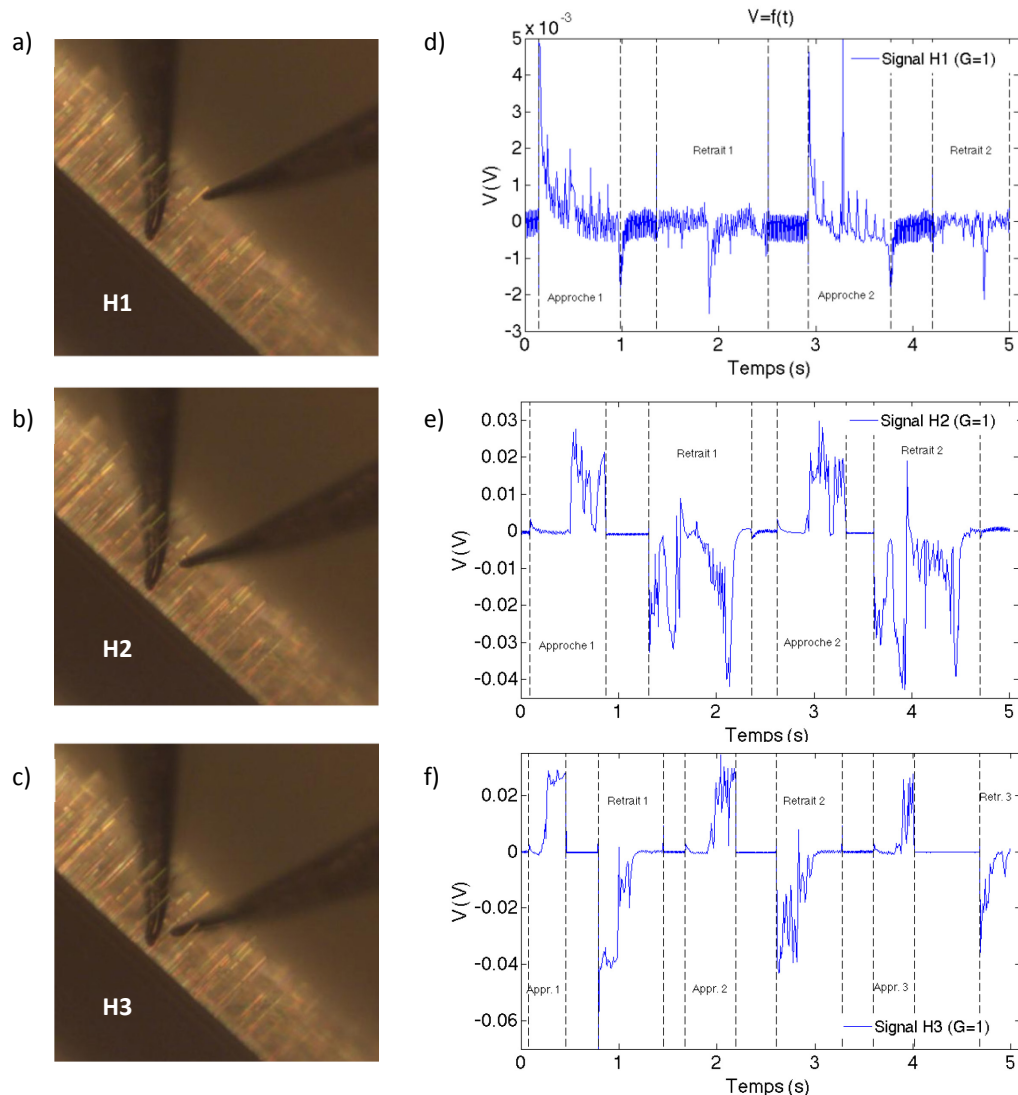 a)
H1
b)
H2
c)
H3
d)
V=f(t)
x 10⁻³
5
4
3
2
1
0
-1
-2
-3
V (V)
Signal H1 (G=1)
Retrait 1
Retrait 2
Approche 1
Approche 2
0 1 2 3 4 5
Temps (s)
e)
0.03
0.02
0.01
0
-0.01
-0.02
-0.03
-0.04
V (V)
Signal H2 (G=1)
Retrait 1
Retrait 2
Approche 1
Approche 2
0 1 2 3 4 5
Temps (s)
f)
0.02
0
-0.02
-0.04
-0.06
V (V)
Retrait 1
Retrait 2
Retr. 3
Appr. 1
Appr. 2
Appr. 3
Signal H3 (G=1)
0 1 2 3 4 5
Temps (s)